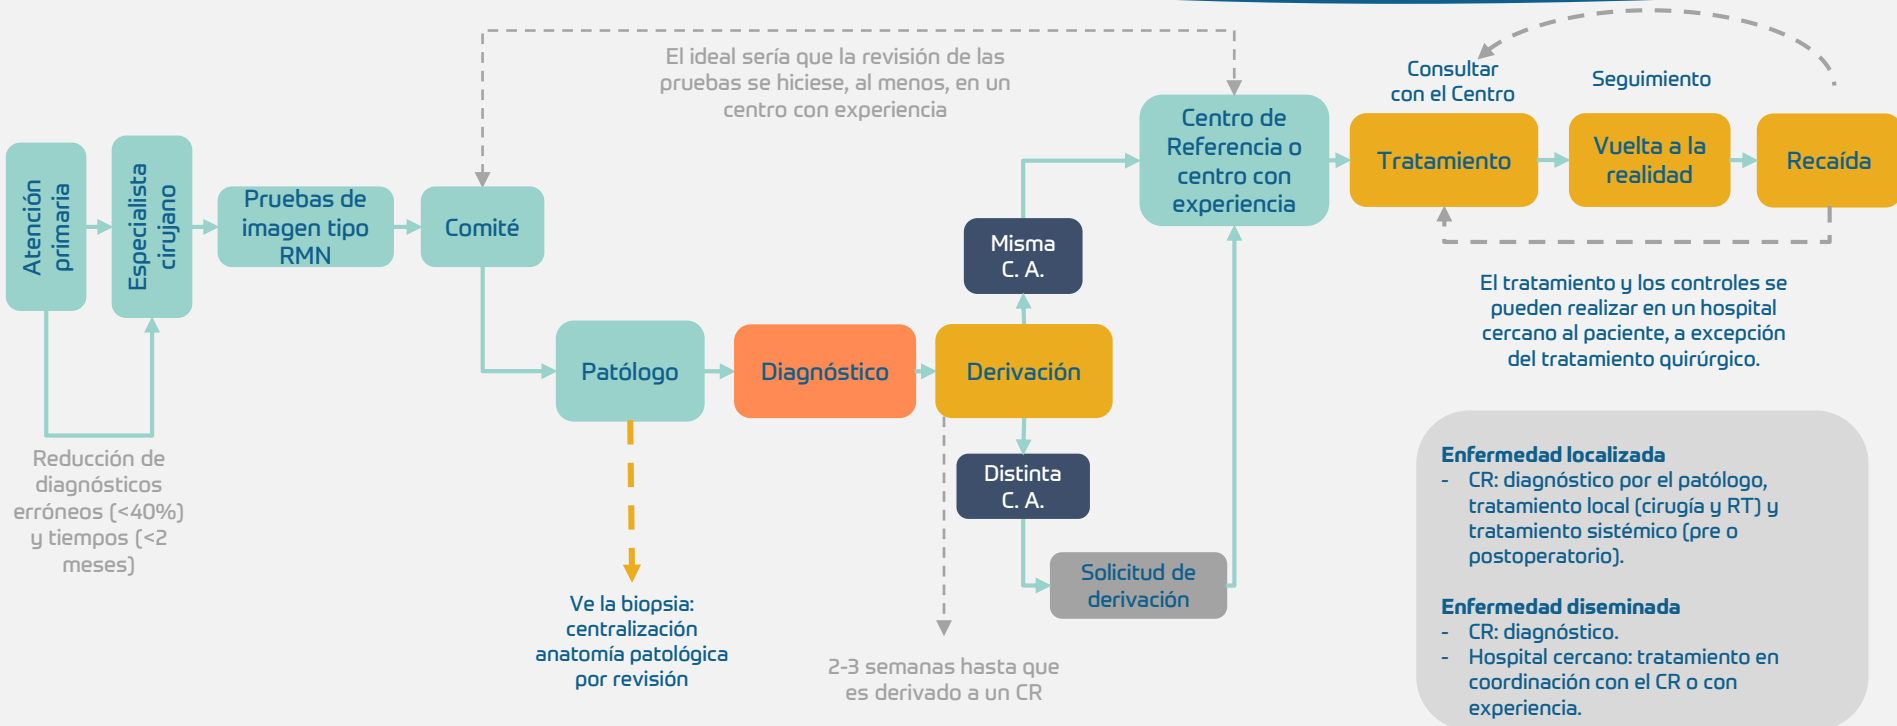 El ideal sería que la revisión de las
pruebas se hiciese, al menos, en un
centro con experiencia
Consultar
con el Centro
Seguimiento
Atención
primaria
Especialista
cirujano
Pruebas de
imagen tipo
RMN
Comité
Centro de
Referencia o
centro con
experiencia
Tratamiento
Vuelta a la
realidad
Recaída
Misma
C. A.
El tratamiento y los controles se
pueden realizar en un hospital
cercano al paciente, a excepción
del tratamiento quirúrgico.
Patólogo
Diagnóstico
Derivación
Reducción de
diagnósticos
erróneos (<40%)
y tiempos (<2
meses)
Distinta
C. A.
Solicitud de
derivación
Ve la biopsia:
centralización
anatomía patológica
por revisión
2-3 semanas hasta que
es derivado a un CR
Enfermedad localizada
- CR: diagnóstico por el patólogo,
tratamiento local (cirugía y RT) y
tratamiento sistémico (pre o
postoperatorio).
Enfermedad diseminada
- CR: diagnóstico.
- Hospital cercano: tratamiento en
coordinación con el CR o con
experiencia.